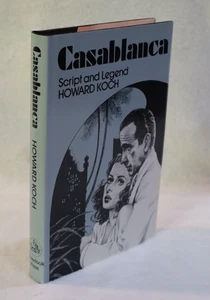 Casablanca
Script and Legend
HOWARD KOCH
Casablanca
HOWARD KOCH